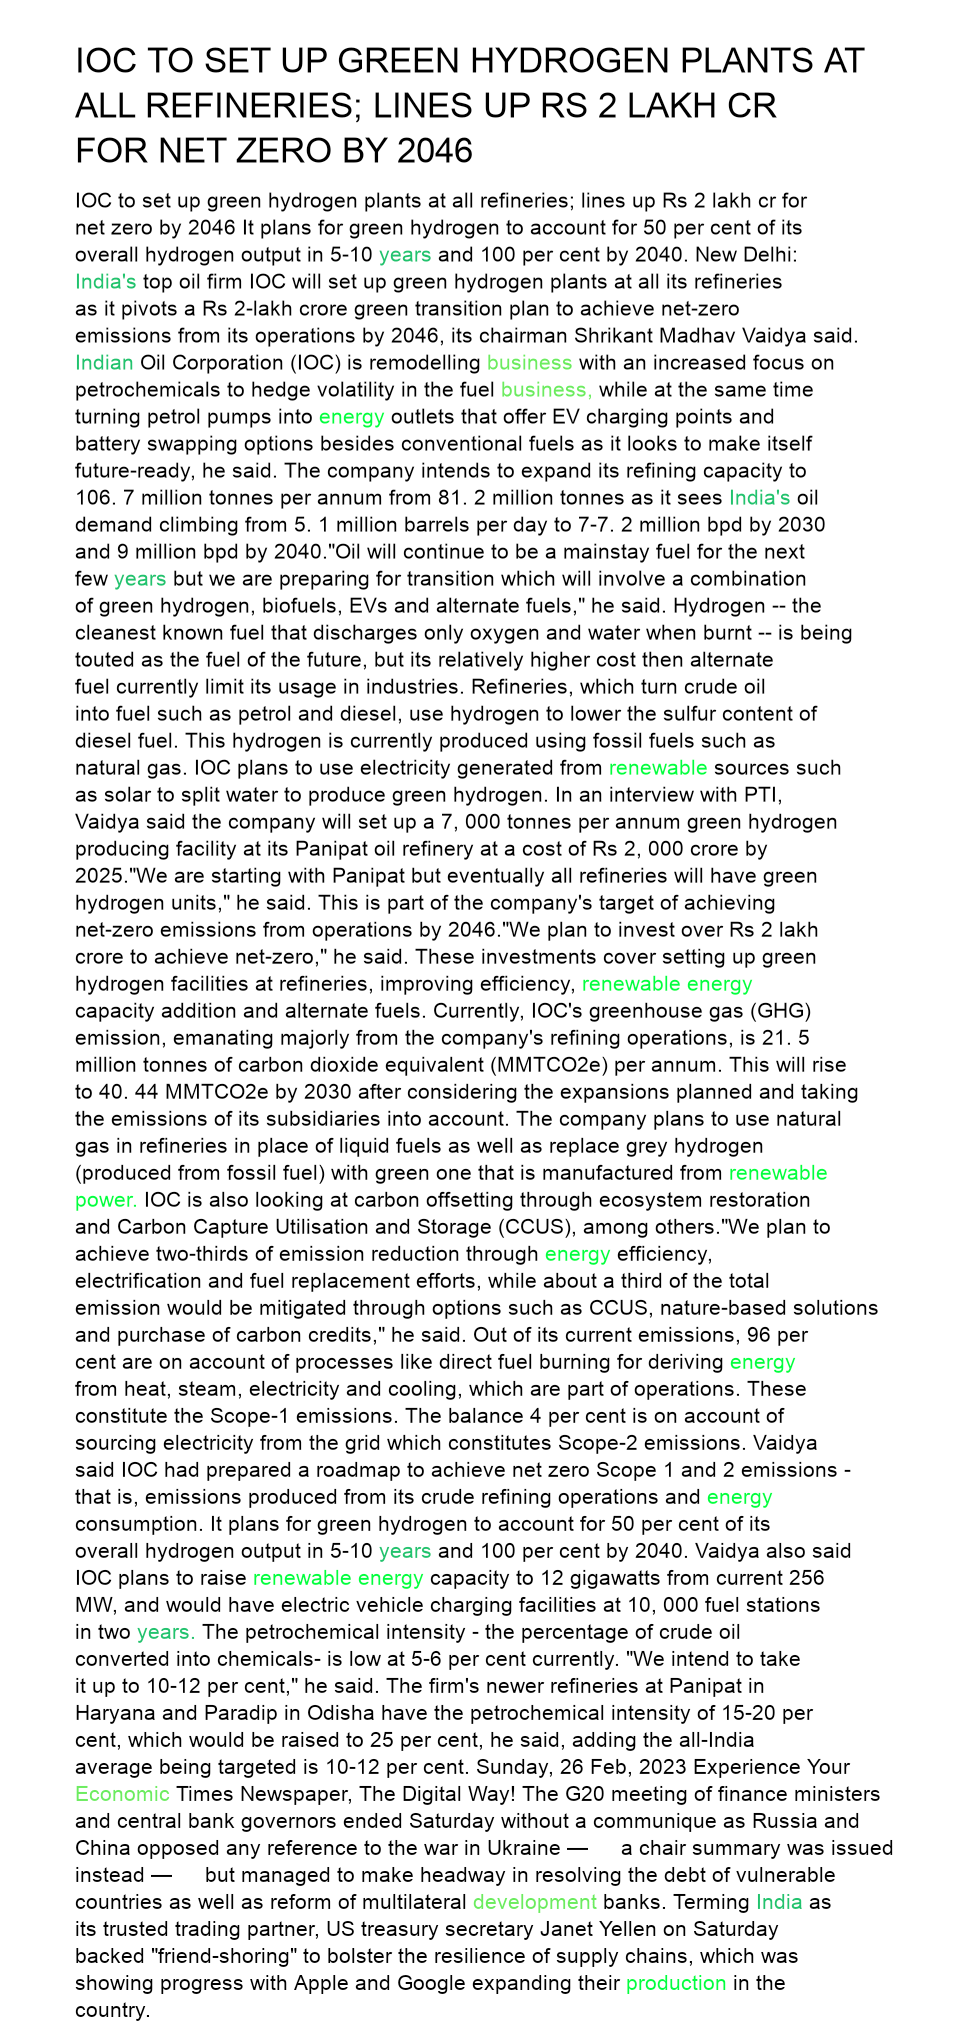 IOC TO SET UP GREEN HYDROGEN PLANTS AT
ALL REFINERIES; LINES UP RS 2 LAKH CR
FOR NET ZERO BY 2046
IOC to set up green hydrogen plants at all refineries; lines up Rs 2 lakh cr for
net zero by 2046 It plans for green hydrogen to account for 50 per cent of its
overall hydrogen output in 5-10 years and 100 per cent by 2040. New Delhi:
India's top oil firm IOC will set up green hydrogen plants at all its refineries
as it pivots a Rs 2-lakh crore green transition plan to achieve net-zero
emissions from its operations by 2046, its chairman Shrikant Madhav Vaidya said.
Indian Oil Corporation (IOC) is remodelling business with an increased focus on
petrochemicals to hedge volatility in the fuel business, while at the same time
turning petrol pumps into energy outlets that offer EV charging points and
battery swapping options besides conventional fuels as it looks to make itself
future-ready, he said. The company intends to expand its refining capacity to
106. 7 million tonnes per annum from 81. 2 million tonnes as it sees India's oil
demand climbing from 5. 1 million barrels per day to 7-7. 2 million bpd by 2030
and 9 million bpd by 2040."Oil will continue to be a mainstay fuel for the next
few years but we are preparing for transition which will involve a combination
of green hydrogen, biofuels, EVs and alternate fuels," he said. Hydrogen -- the
cleanest known fuel that discharges only oxygen and water when burnt -- is being
touted as the fuel of the future, but its relatively higher cost then alternate
fuel currently limit its usage in industries. Refineries, which turn crude oil
into fuel such as petrol and diesel, use hydrogen to lower the sulfur content of
diesel fuel. This hydrogen is currently produced using fossil fuels such as
natural gas. IOC plans to use electricity generated from renewable sources such
as solar to split water to produce green hydrogen. In an interview with PTI,
Vaidya said the company will set up a 7, 000 tonnes per annum green hydrogen
producing facility at its Panipat oil refinery at a cost of Rs 2, 000 crore by
2025."We are starting with Panipat but eventually all refineries will have green
hydrogen units," he said. This is part of the company's target of achieving
net-zero emissions from operations by 2046."We plan to invest over Rs 2 lakh
crore to achieve net-zero," he said. These investments cover setting up green
hydrogen facilities at refineries, improving efficiency, renewable energy
capacity addition and alternate fuels. Currently, IOC's greenhouse gas (GHG)
emission, emanating majorly from the company's refining operations, is 21. 5
million tonnes of carbon dioxide equivalent (MMTCO2e) per annum. This will rise
to 40. 44 MMTCO2e by 2030 after considering the expansions planned and taking
the emissions of its subsidiaries into account. The company plans to use natural
gas in refineries in place of liquid fuels as well as replace grey hydrogen
(produced from fossil fuel) with green one that is manufactured from renewable
power. IOC is also looking at carbon offsetting through ecosystem restoration
and Carbon Capture Utilisation and Storage (CCUS), among others."We plan to
achieve two-thirds of emission reduction through energy efficiency,
electrification and fuel replacement efforts, while about a third of the total
emission would be mitigated through options such as CCUS, nature-based solutions
and purchase of carbon credits," he said. Out of its current emissions, 96 per
cent are on account of processes like direct fuel burning for deriving energy
from heat, steam, electricity and cooling, which are part of operations. These
constitute the Scope-1 emissions. The balance 4 per cent is on account of
sourcing electricity from the grid which constitutes Scope-2 emissions. Vaidya
said IOC had prepared a roadmap to achieve net zero Scope 1 and 2 emissions -
that is, emissions produced from its crude refining operations and energy
consumption. It plans for green hydrogen to account for 50 per cent of its
overall hydrogen output in 5-10 years and 100 per cent by 2040. Vaidya also said
IOC plans to raise renewable energy capacity to 12 gigawatts from current 256
MW, and would have electric vehicle charging facilities at 10, 000 fuel stations
in two years. The petrochemical intensity - the percentage of crude oil
converted into chemicals- is low at 5-6 per cent currently. "We intend to take
it up to 10-12 per cent," he said. The firm's newer refineries at Panipat in
Haryana and Paradip in Odisha have the petrochemical intensity of 15-20 per
cent, which would be raised to 25 per cent, he said, adding the all-India
average being targeted is 10-12 per cent. Sunday, 26 Feb, 2023 Experience Your
Economic Times Newspaper, The Digital Way! The G20 meeting of finance ministers
and central bank governors ended Saturday without a communique as Russia and
China opposed any reference to the war in Ukraine — a chair summary was issued
instead — but managed to make headway in resolving the debt of vulnerable
countries as well as reform of multilateral development banks. Terming India as
its trusted trading partner, US treasury secretary Janet Yellen on Saturday
backed "friend-shoring" to bolster the resilience of supply chains, which was
showing progress with Apple and Google expanding their production in the
country.